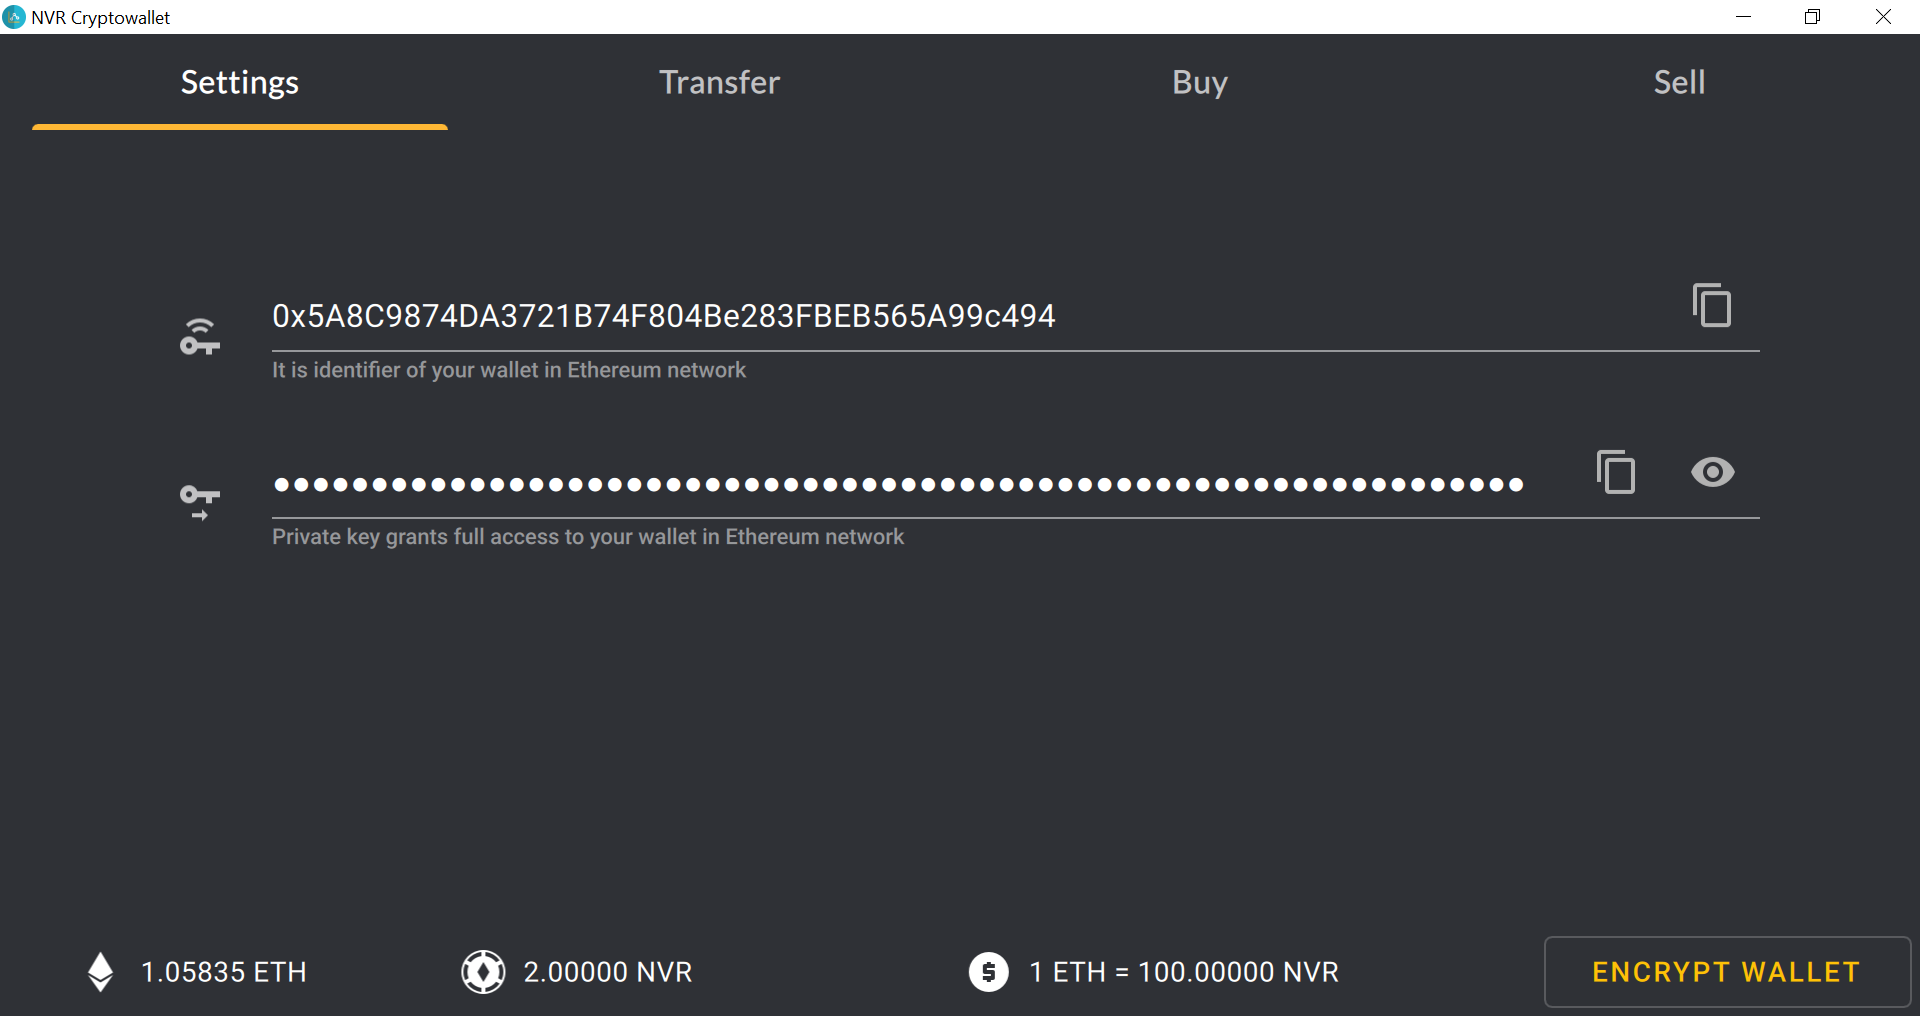 NVR Cryptowallet
Settings Transfer Buy Sell
0x5A8C9874DA3721B74F804Be283FBEB565A99c494
It is identifier of your wallet in Ethereum network
Private key grants full access to your wallet in Ethereum network
1.05835 ETH 2.00000 NVR 1 ETH = 100.00000 NVR ENCRYPT WALLET